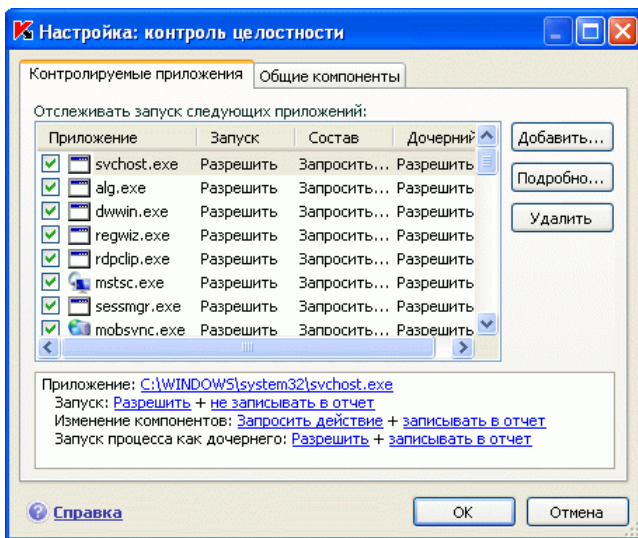 Настройка: контроль целостности
Контролируемые приложения Общие компоненты
Отслеживать запуск следующих приложений:
Приложение Запуск Состав Дочерний
svchost.exe Разрешить Запросить... Разрешить
alg.exe Разрешить Запросить... Разрешить
dwwin.exe Разрешить Запросить... Разрешить
regwiz.exe Разрешить Запросить... Разрешить
rdpclip.exe Разрешить Запросить... Разрешить
mstsc.exe Разрешить Запросить... Разрешить
sessmgr.exe Разрешить Запросить... Разрешить
mobsync.exe Разрешить Запросить... Разрешить
Добавить...
Подробно...
Удалить
Приложение: C:\WINDOWS\system32\svchost.exe
Запуск: Разрешить + не записывать в отчет
Изменение компонентов: Запросить действие + записывать в отчет
Запуск процесса как дочернего: Разрешить + записывать в отчет
Справка OK Отмена